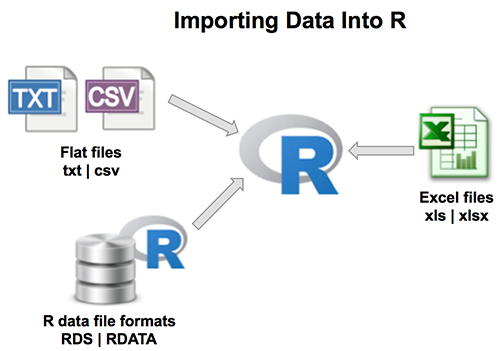 Importing Data Into R
TXT
CSV
Flat files
txt | csv
R
X
Excel files
xls | xlsx
R
R data file formats
RDS | RDATA